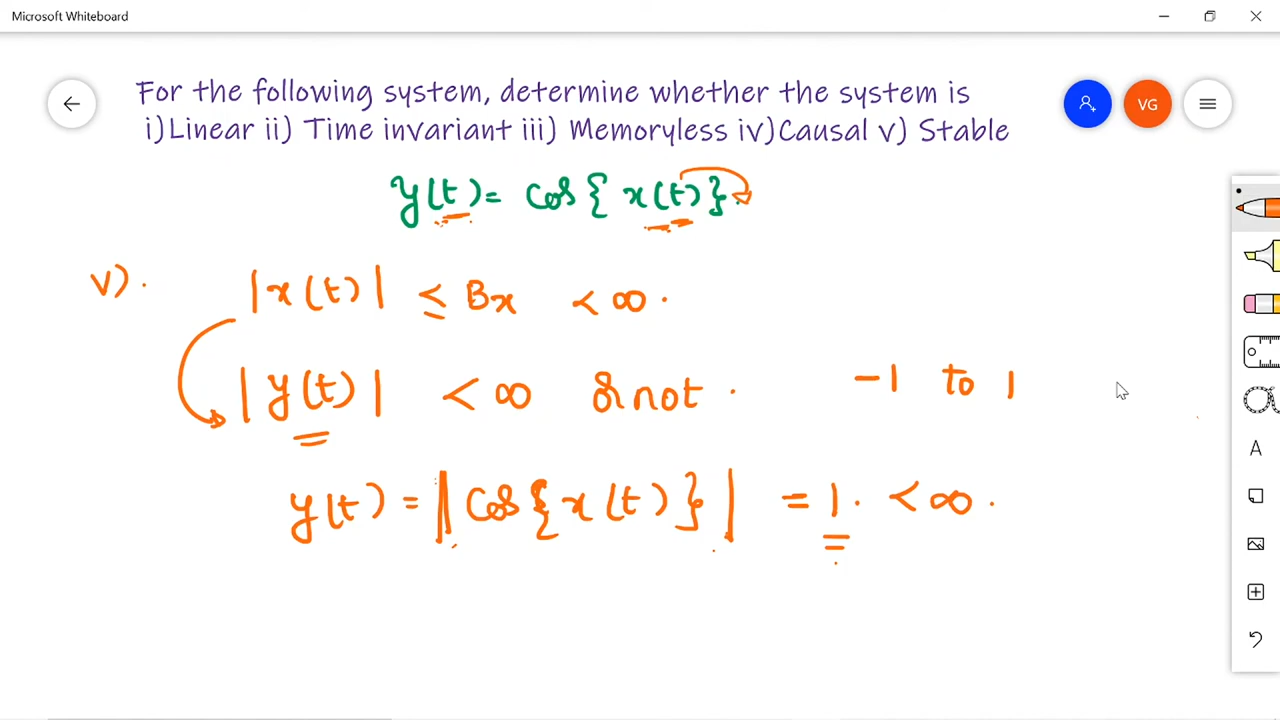 Microsoft Whiteboard
For the following system, determine whether the system is
i)Linear ii) Time invariant iii) Memoryless iv)Causal v) Stable
VG
y(t) = cos{ x(t)}.
v). |x(t)| ≤ Bx < ∞.
|y(t)| < ∞ or not. -1 to 1
y(t) = |cos{x(t)}| = 1. < ∞.
A